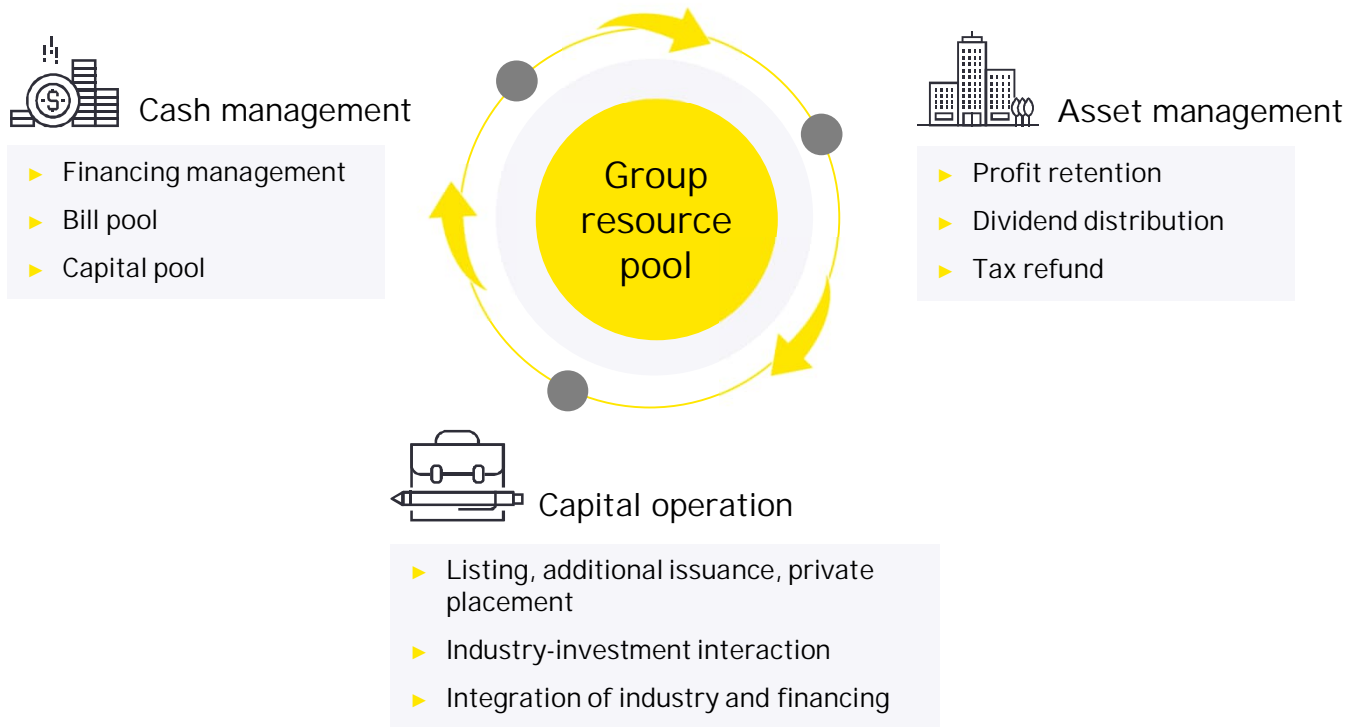 Cash management
► Financing management
► Bill pool
► Capital pool
Group
resource
pool
Asset management
► Profit retention
► Dividend distribution
► Tax refund
Capital operation
► Listing, additional issuance, private
placement
► Industry-investment interaction
► Integration of industry and financing